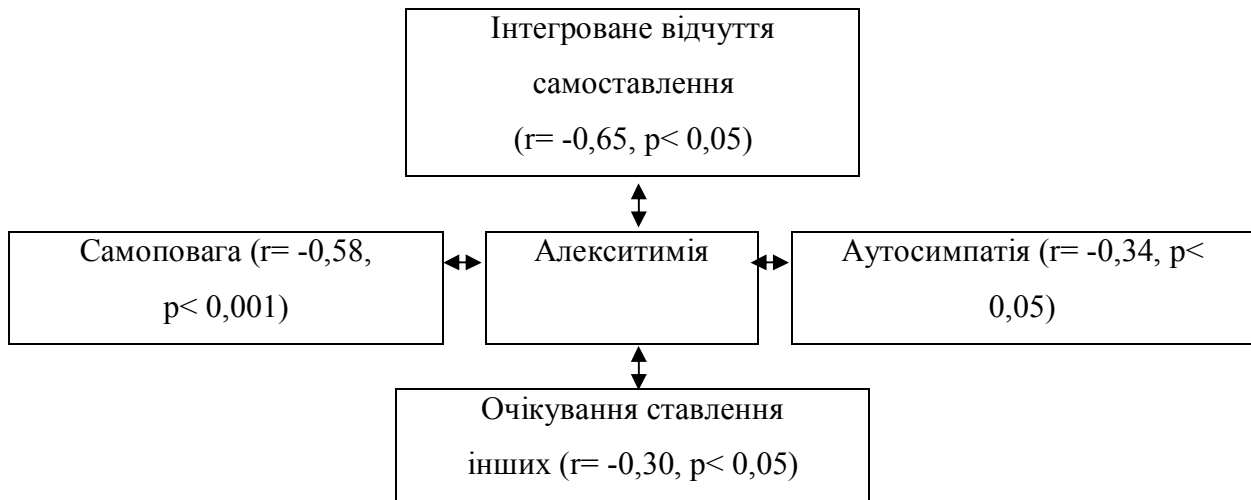 Інтегроване відчуття
самоставлення
(r= -0,65, p< 0,05)
Самоповага (r= -0,58,
p< 0,001)
Алекситимія
Аутосимпатія (r= -0,34, p<
0,05)
Очікування ставлення
інших (r= -0,30, p< 0,05)